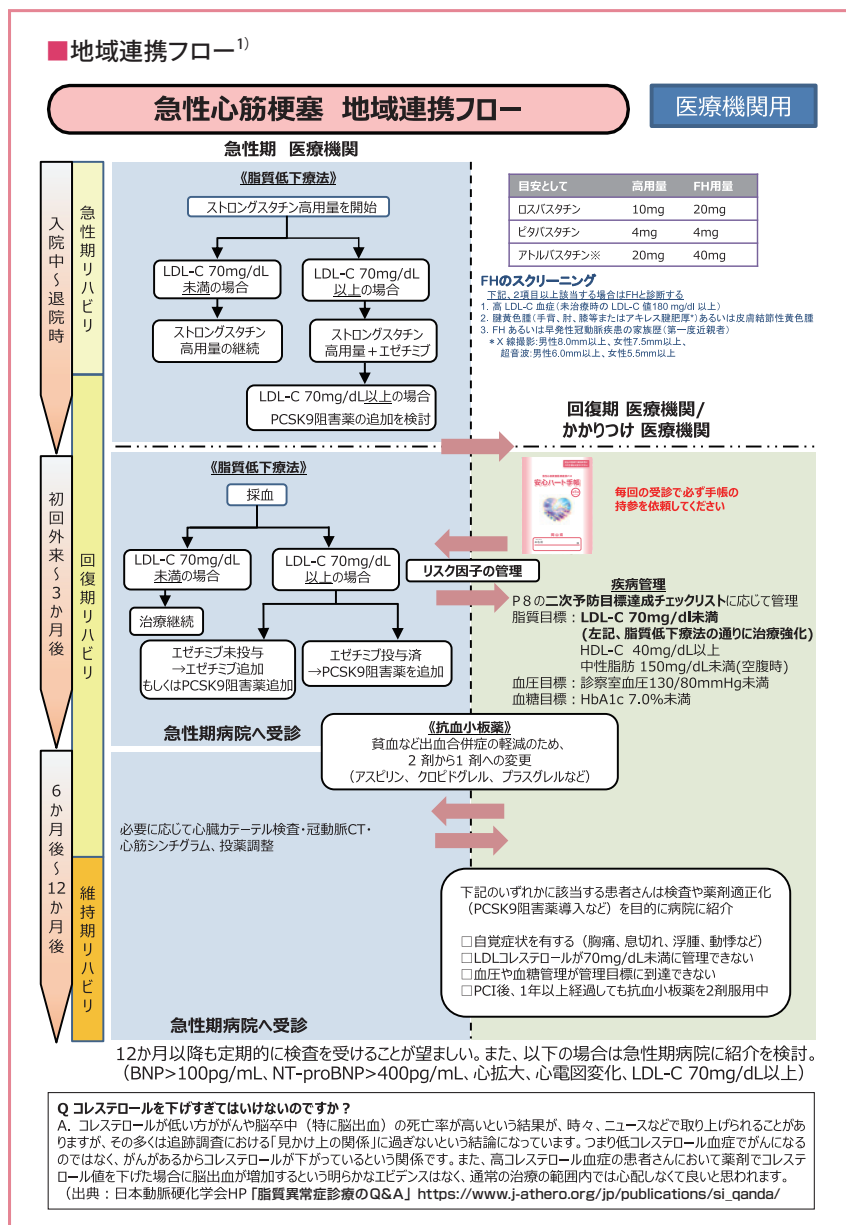 ■地域連携フロー1)
急性心筋梗塞 地域連携フロー
医療機関用
急性期 医療機関
入院中～退院時
急性期リハビリ
《脂質低下療法》
ストロングスタチン高用量を開始
LDL-C 70mg/dL
未満の場合
LDL-C 70mg/dL
以上の場合
ストロングスタチン
高用量の継続
ストロングスタチン
高用量＋エゼチミブ
LDL-C 70mg/dL以上の場合
PCSK9阻害薬の追加を検討
目安として 高用量 FH用量
ロスバスタチン 10mg 20mg
ピタバスタチン 4mg 4mg
アトルバスタチン※ 20mg 40mg
FHのスクリーニング
下記、2項目以上該当する場合はFHと診断する
1. 高 LDL-C 血症（未治療時の LDL-C 値180 mg/dl 以上）
2. 腱黄色腫（手背、肘、膝等またはアキレス腱肥厚*）あるいは皮膚結節性黄色腫
3. FH あるいは早発性冠動脈疾患の家族歴（第一度近親者）
＊X 線撮影:男性8.0mm以上、女性7.5mm以上、
超音波:男性6.0mm以上、女性5.5mm以上
回復期 医療機関/
かかりつけ 医療機関
初回外来～3か月後
回復期リハビリ
《脂質低下療法》
採血
LDL-C 70mg/dL
未満の場合
LDL-C 70mg/dL
以上の場合
治療継続
エゼチミブ未投与
→エゼチミブ追加
もしくはPCSK9阻害薬追加
エゼチミブ投与済
→PCSK9阻害薬を追加
急性期病院へ受診
安心ハート手帳
毎回の受診で必ず手帳の
持参を依頼してください
リスク因子の管理
疾病管理
P８の二次予防目標達成チェックリストに応じて管理
脂質目標：LDL-C 70mg/dl未満
(左記、脂質低下療法の通りに治療強化)
HDL-C 40mg/dL以上
中性脂肪 150mg/dL未満(空腹時)
血圧目標：診察室血圧130/80mmHg未満
血糖目標：HbA1c 7.0%未満
《抗血小板薬》
貧血など出血合併症の軽減のため、
２ 剤から１ 剤への変更
（アスピリン、クロピドグレル、プラスグレルなど）
6か月後～12か月後
維持期リハビリ
必要に応じて心臓カテーテル検査・冠動脈CT・
心筋シンチグラム、投薬調整
下記のいずれかに該当する患者さんは検査や薬剤適正化
（PCSK9阻害薬導入など）を目的に病院に紹介
□自覚症状を有する（胸痛、息切れ、浮腫、動悸など）
□LDLコレステロールが70mg/dL未満に管理できない
□血圧や血糖管理が管理目標に到達できない
□PCI後、1年以上経過しても抗血小板薬を2剤服用中
急性期病院へ受診
12か月以降も定期的に検査を受けることが望ましい。また、以下の場合は急性期病院に紹介を検討。
（BNP>100pg/mL、NT-proBNP>400pg/mL、心拡大、心電図変化、LDL-C 70mg/dL以上）
Q コレステロールを下げすぎてはいけないのですか？
A. コレステロールが低い方ががんや脳卒中（特に脳出血）の死亡率が高いという結果が、時々、ニュースなどで取り上げられることがあ
りますが、その多くは追跡調査における「見かけ上の関係」に過ぎないという結論になっています。つまり低コレステロール血症でがんになる
のではなく、がんがあるからコレステロールが下がっているという関係です。また、高コレステロール血症の患者さんにおいて薬剤でコレステ
ロール値を下げた場合に脳出血が増加するという明らかなエビデンスはなく、通常の治療の範囲内では心配しなくて良いと思われます。
（出典：日本動脈硬化学会HP「脂質異常症診療のQ&A」 https://www.j-athero.org/jp/publications/si_qanda/